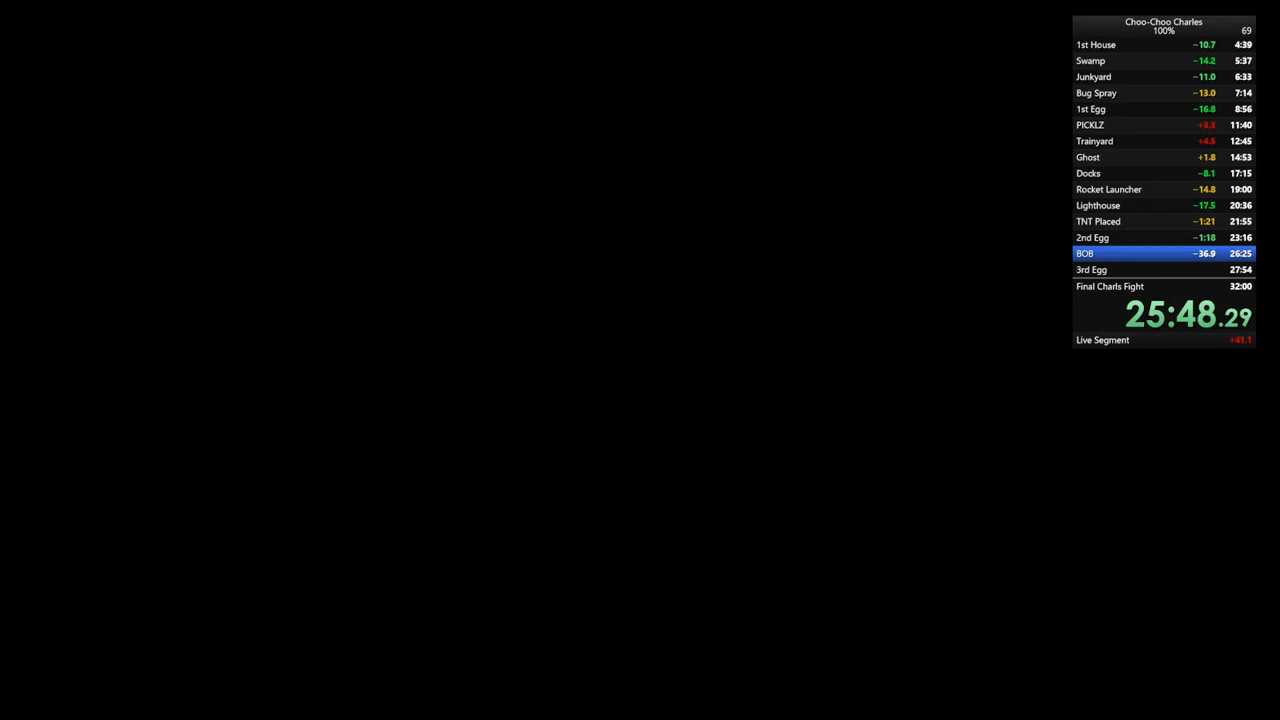 Choo-Choo Charles
100% 69
1st House −10.7 4:39
Swamp −14.2 5:37
Junkyard −11.0 6:33
Bug Spray −13.0 7:14
1st Egg −16.8 8:56
PICKLZ +3.3 11:40
Trainyard +4.5 12:45
Ghost +1.8 14:53
Docks −8.1 17:15
Rocket Launcher −14.8 19:00
Lighthouse −17.5 20:36
TNT Placed −1:21 21:55
2nd Egg −1:18 23:16
BOB −36.9 26:25
3rd Egg 27:54
Final Charls Fight 32:00
25:48.29
Live Segment +41.1